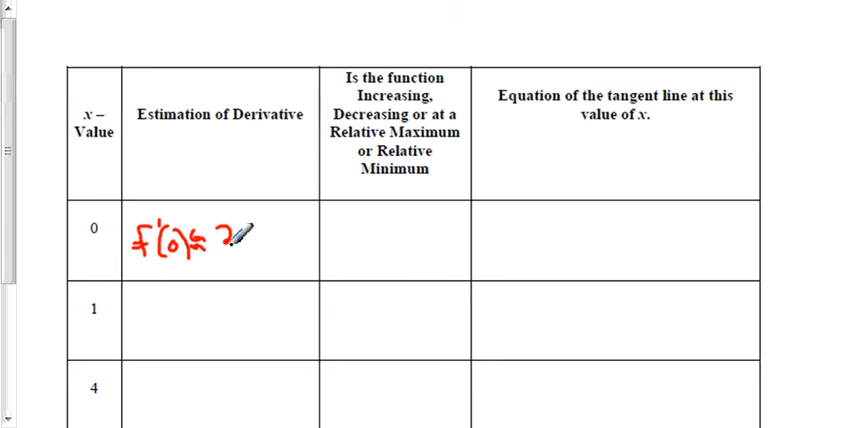 x – Value
Estimation of Derivative
Is the function
Increasing,
Decreasing or at a
Relative Maximum
or Relative
Minimum
Equation of the tangent line at this
value of x.
0
f'(0)≈ 2
1
4